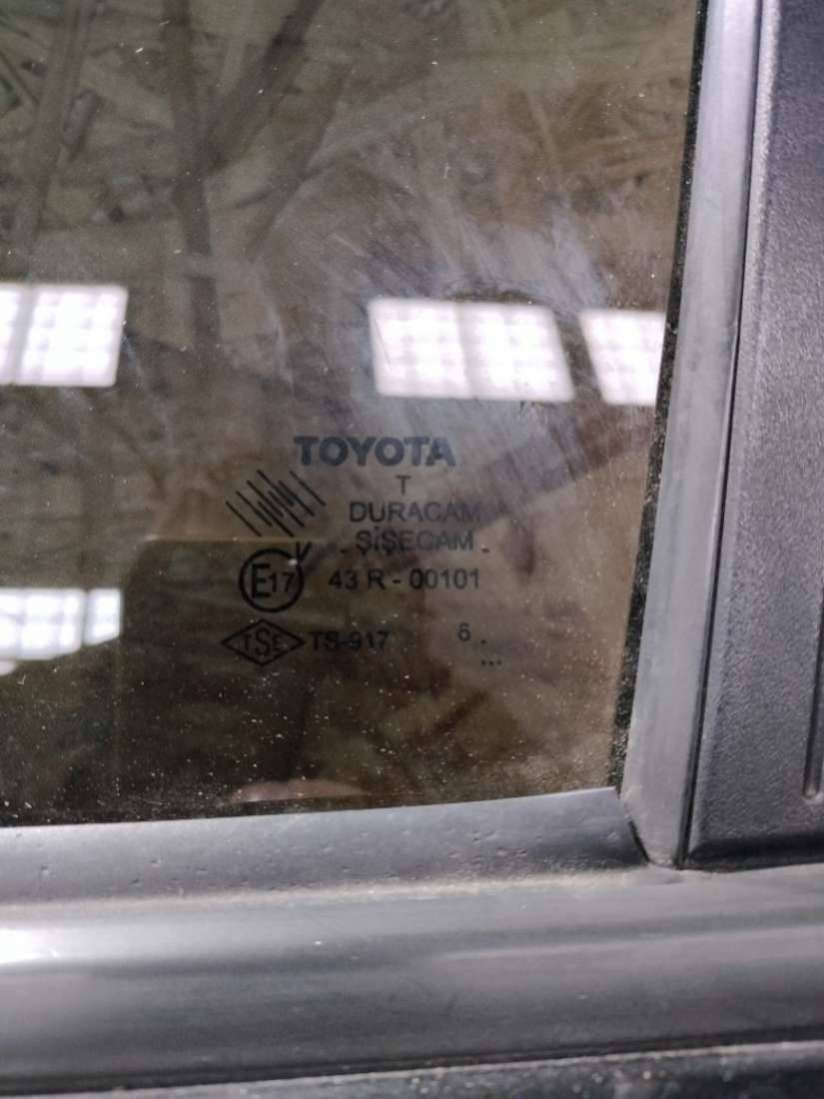 TOYOTA
T
DURACAM
. ŞİŞECAM .
E17 V 43 R - 00101
TSE TS-917 6 .
...